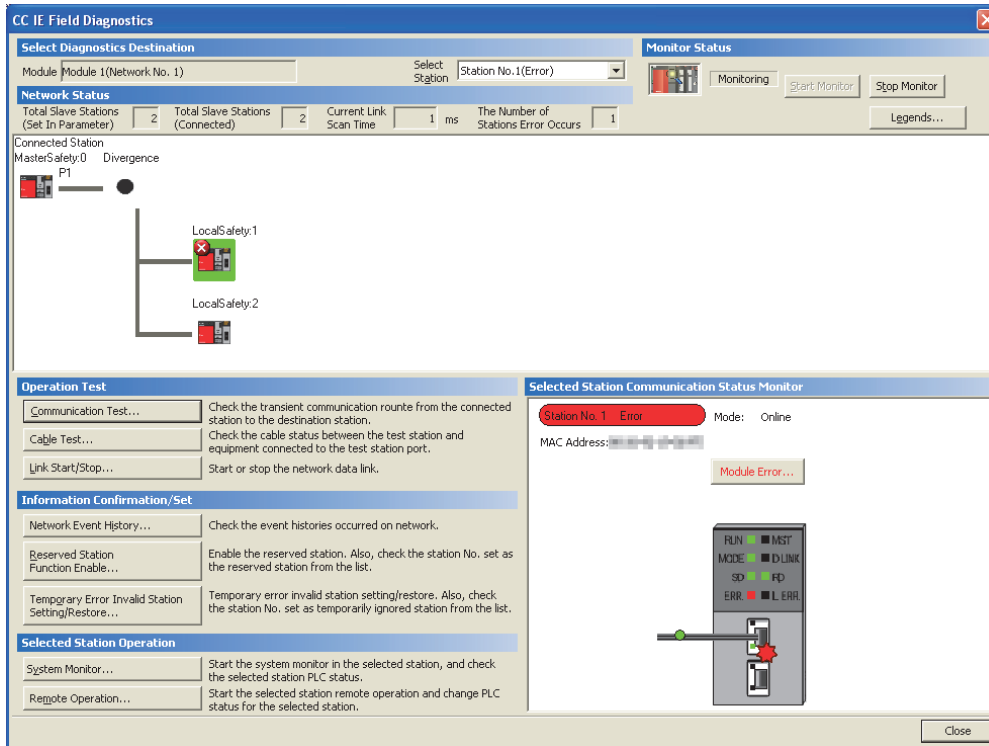 CC IE Field Diagnostics
Select Diagnostics Destination
Module Module 1(Network No. 1)
Select Station Station No.1(Error)
Monitor Status
Monitoring
Start Monitor
Stop Monitor
Legends...
Network Status
Total Slave Stations (Set In Parameter) 2
Total Slave Stations (Connected) 2
Current Link Scan Time 1 ms
The Number of Stations Error Occurs 1
Connected Station
MasterSafety:0 Divergence
P1
LocalSafety:1
LocalSafety:2
Operation Test
Communication Test...
Check the transient communication rounte from the connected
station to the destination station.
Cable Test...
Check the cable status between the test station and
equipment connected to the test station port.
Link Start/Stop...
Start or stop the network data link.
Information Confirmation/Set
Network Event History...
Check the event histories occurred on network.
Reserved Station
Function Enable...
Enable the reserved station. Also, check the station No. set as
the reserved station from the list.
Temporary Error Invalid Station
Setting/Restore...
Temporary error invalid station setting/restore. Also, check
the station No. set as temporarily ignored station from the list.
Selected Station Operation
System Monitor...
Start the system monitor in the selected station, and check
the selected station PLC status.
Remote Operation...
Start the selected station remote operation and change PLC
status for the selected station.
Selected Station Communication Status Monitor
Station No. 1 Error
Mode: Online
MAC Address:
Module Error...
RUN MST
MODE D LINK
SD RD
ERR. L ERR.
Close